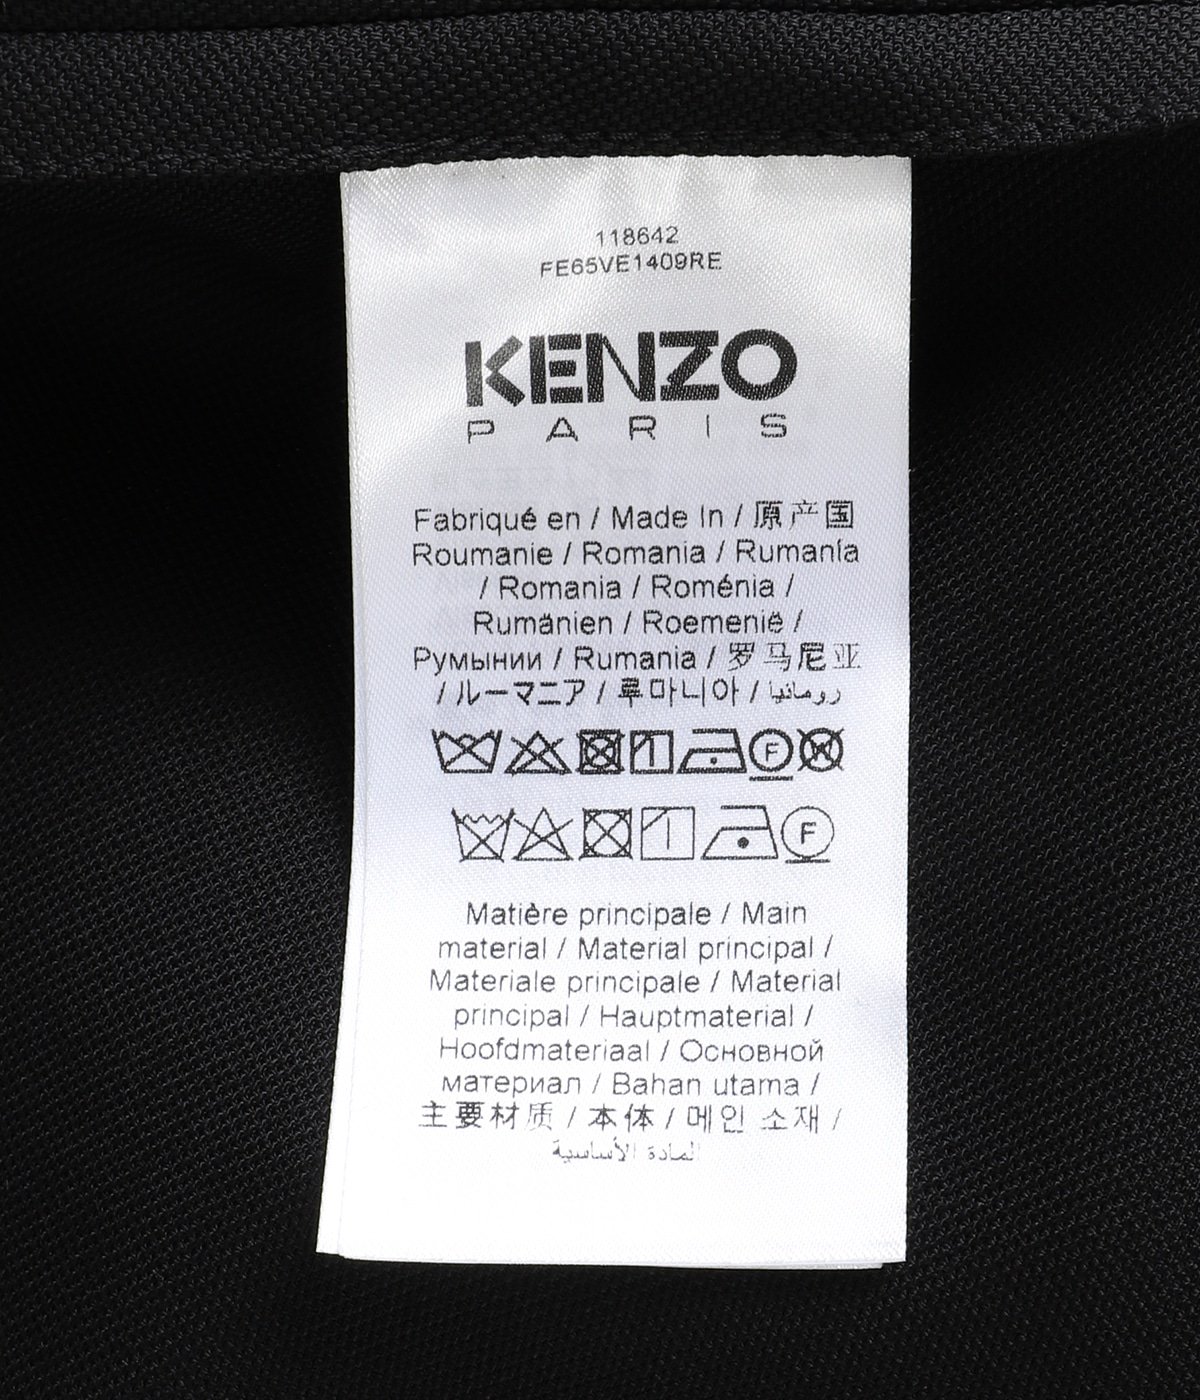 118642
FE65VE1409RE
KENZO
PARIS
Fabriqué en / Made In / 原产国
Roumanie / Romania / Rumanía
/ Romania / Roménia /
Rumänien / Roemenië /
Румынии / Rumania / 罗马尼亚
/ ルーマニア / 루마니아 / رومانيا
F W
F
Matière principale / Main
material / Material principal /
Materiale principale / Material
principal / Hauptmaterial /
Hoofdmateriaal / Основной
материал / Bahan utama /
主要材质 / 本体 / 메인 소재 /
المادة الأساسية